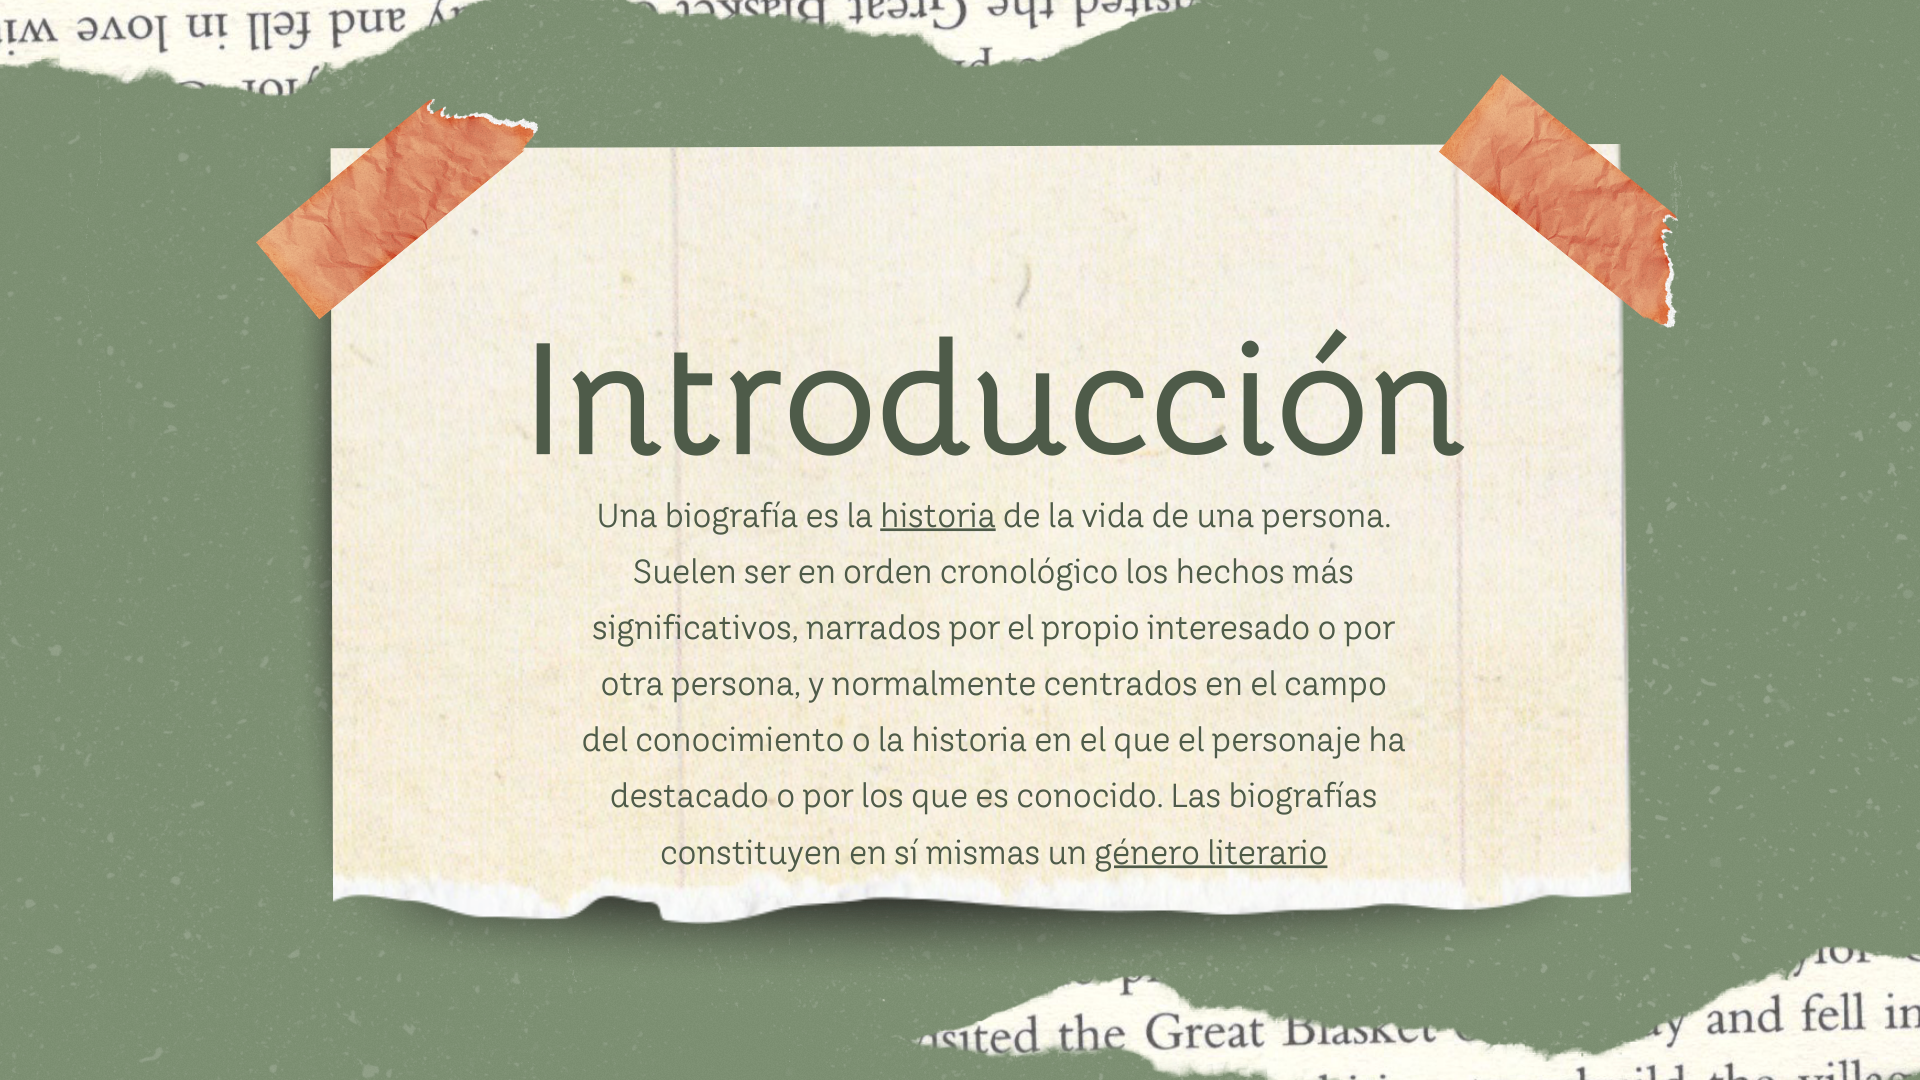 and fell in love
the Great
Introducción
Una biografía es la historia de la vida de una persona.
Suelen ser en orden cronológico los hechos más
significativos, narrados por el propio interesado o por
otra persona, y normalmente centrados en el campo
del conocimiento o la historia en el que el personaje ha
destacado o por los que es conocido. Las biografías
constituyen en sí mismas un género literario
the Great Blasket
and fell in
the